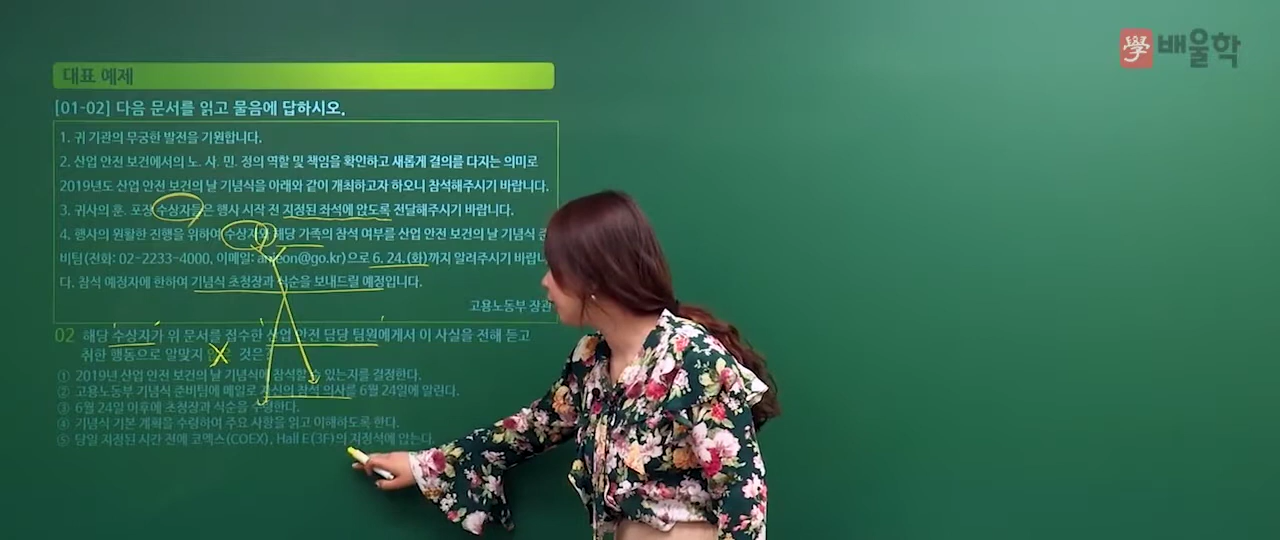 學 배울학
대표 예제
[01-02] 다음 문서를 읽고 물음에 답하시오.
1. 귀 기관의 무궁한 발전을 기원합니다.
2. 산업 안전 보건에서의 노. 사. 민. 정의 역할 및 책임을 확인하고 새롭게 결의를 다지는 의미로
2019년도 산업 안전 보건의 날 기념식을 아래와 같이 개최하고자 하오니 참석해주시기 바랍니다.
3. 귀사의 훈. 포장 수상자들은 행사 시작 전 지정된 좌석에 앉도록 전달해주시기 바랍니다.
4. 행사의 원활한 진행을 위하여 수상자와 해당 가족의 참석 여부를 산업 안전 보건의 날 기념식 준
비팀(전화: 02-2233-4000, 이메일: @go.kr)으로 6. 24.(화)까지 알려주시기 바랍니
다. 참석 예정자에 한하여 기념식 초청장과 식순을 보내드릴 예정입니다.
고용노동부 장관
02 해당 수상자가 위 문서를 접수한 산업 안전 담당 팀원에게서 이 사실을 전해 듣고
취한 행동으로 알맞지 X 것은?
① 2019년 산업 안전 보건의 날 기념식에 참석할 수 있는지를 결정한다.
② 고용노동부 기념식 준비팀에 메일로 자신의 참석 의사를 6월 24일에 알린다.
③ 6월 24일 이후에 초청장과 식순을 수령한다.
④ 기념식 기본 계획을 수령하여 주요 사항을 읽고 이해하도록 한다.
⑤ 당일 지정된 시간 전에 코엑스(COEX), Hall E(3F)의 지정석에 앉는다.